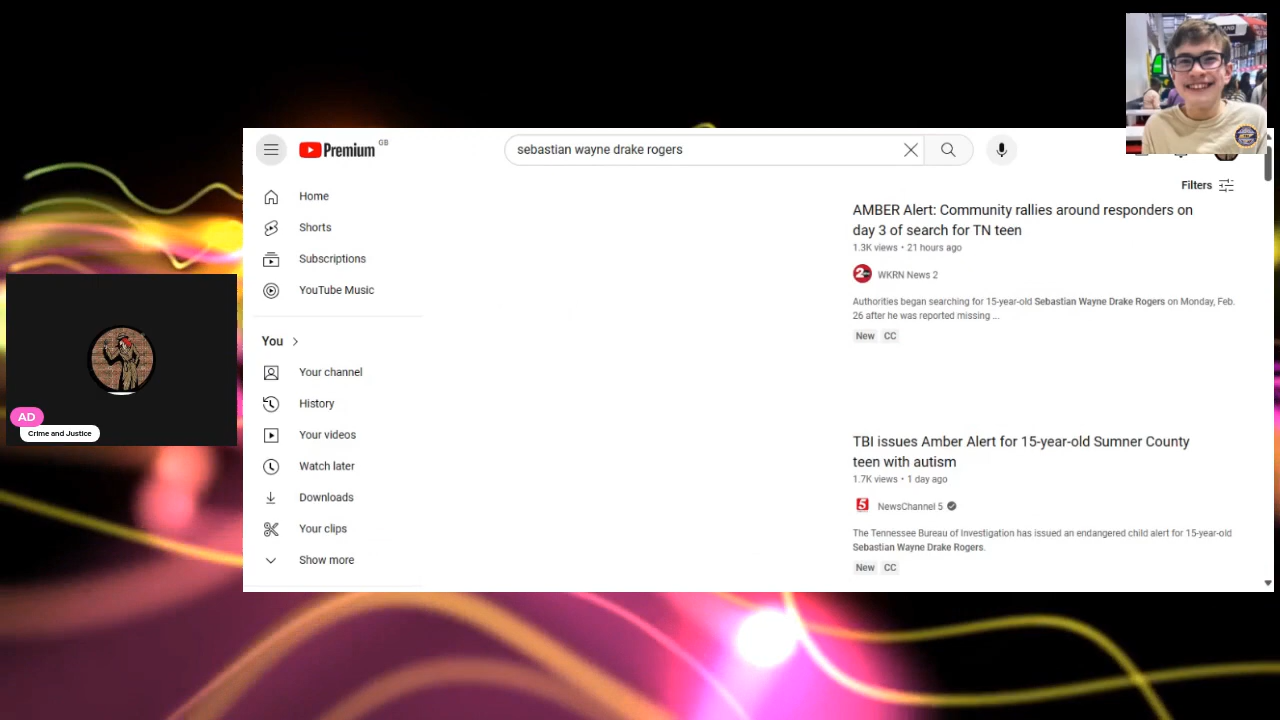 Premium GB
sebastian wayne drake rogers
Filters
Home
Shorts
Subscriptions
YouTube Music
You
Your channel
History
Your videos
Watch later
Downloads
Your clips
Show more
AMBER Alert: Community rallies around responders on
day 3 of search for TN teen
1.3K views • 21 hours ago
2
WKRN News 2
Authorities began searching for 15-year-old Sebastian Wayne Drake Rogers on Monday, Feb.
26 after he was reported missing ...
New CC
TBI issues Amber Alert for 15-year-old Sumner County
teen with autism
1.7K views • 1 day ago
5
NewsChannel 5
The Tennessee Bureau of Investigation has issued an endangered child alert for 15-year-old
Sebastian Wayne Drake Rogers.
New CC
AD
Crime and Justice